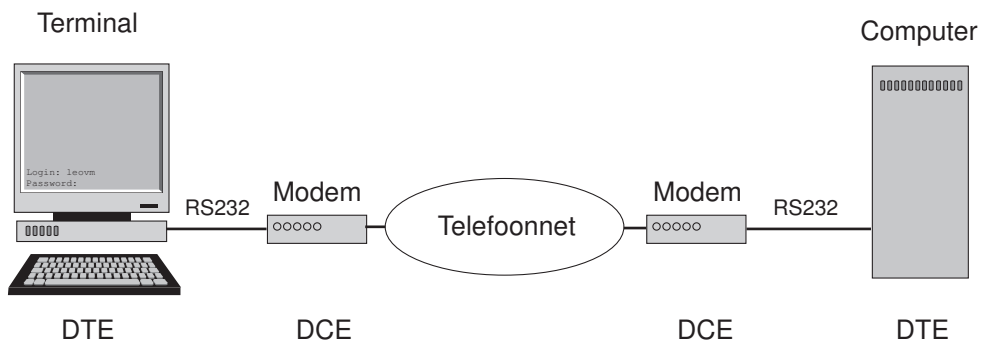 Terminal
Computer
Login: leovm
Password:
RS232
Modem
Telefoonnet
Modem
RS232
DTE
DCE
DCE
DTE